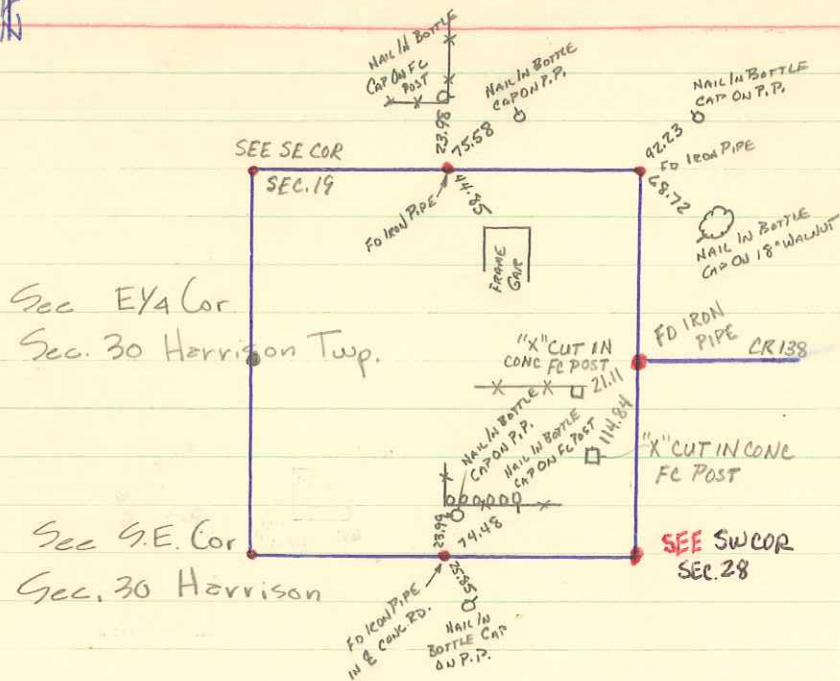 N
NAIL IN BOTTLE
CAP ON FC
POST
23.98
75.58
NAIL IN BOTTLE
CAP ON P.P.
NAIL IN BOTTLE
CAP ON P.P.
92.23
FD IRON PIPE
68.72
NAIL IN BOTTLE
CAP ON 18" WALNUT
SEE SE COR
SEC. 19
FD IRON PIPE
44.85
FRAME
GAR
See E1/4 Cor
Sec. 30 Harrison Twp.
"X" CUT IN
CONC FC POST
21.11
FD IRON
PIPE
CR 138
114.84
"X" CUT IN CONC
FC POST
NAIL IN BOTTLE
CAP ON P.P.
NAIL IN BOTTLE
CAP ON FC POST
23.99
74.48
25.85
See S.E. Cor
Sec. 30 Harrison
FD IRON PIPE
IN ℄ CONC. RD.
NAIL IN
BOTTLE CAP
ON P.P.
SEE SW COR
SEC. 28